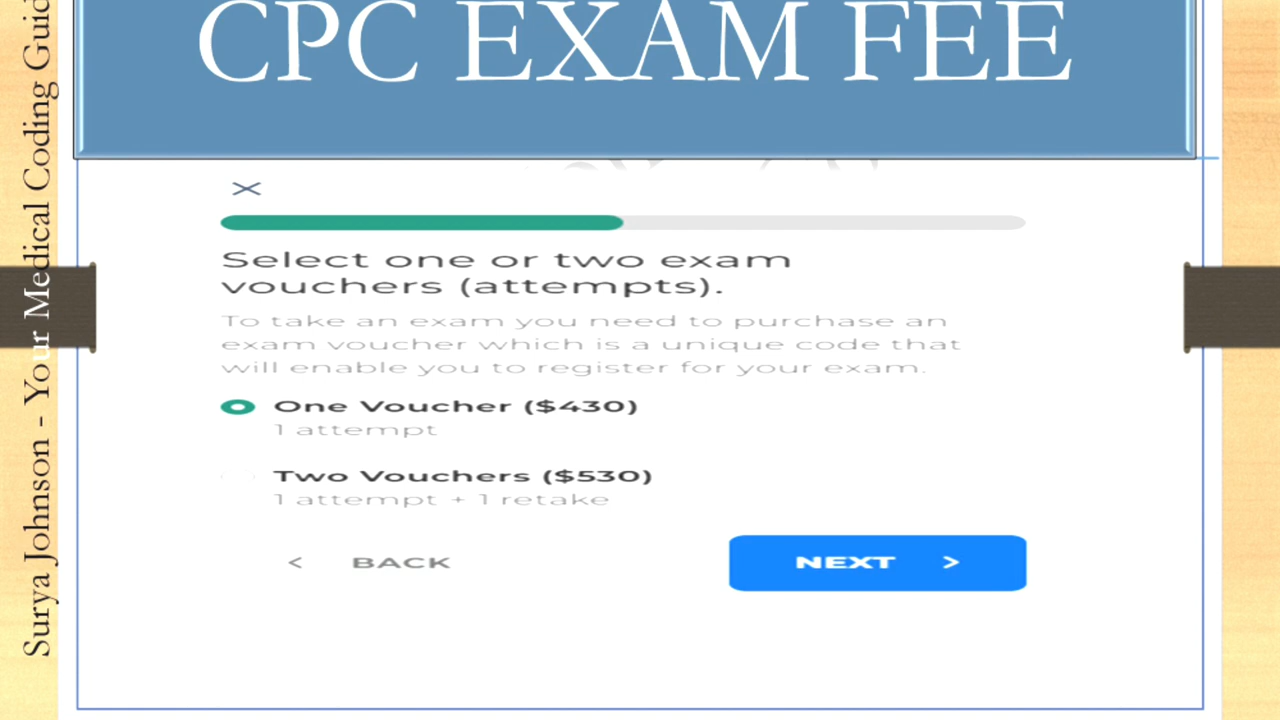 CPC EXAM FEE
Select one or two exam
vouchers (attempts).
To take an exam you need to purchase an
exam voucher which is a unique code that
will enable you to register for your exam.
One Voucher ($430)
1 attempt
Two Vouchers ($530)
1 attempt + 1 retake
< BACK
NEXT >
Surya Johnson - Your Medical Coding Guid